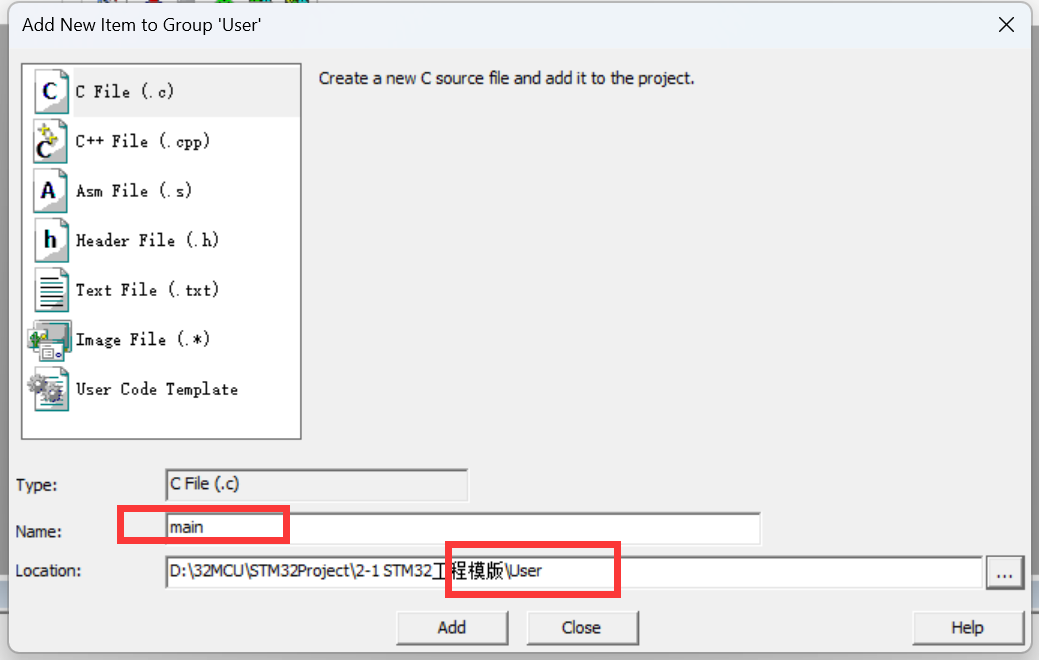 Add New Item to Group 'User'
C File (.c)
Create a new C source file and add it to the project.
C++ File (.cpp)
Asm File (.s)
Header File (.h)
Text File (.txt)
Image File (.*)
User Code Template
Type:
C File (.c)
Name:
main
Location:
D:\32MCU\STM32Project\2-1 STM32工程模版\User
...
Add
Close
Help